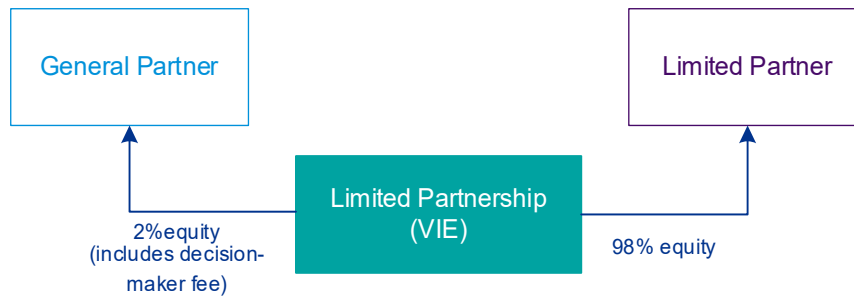 General Partner
Limited Partner
Limited Partnership
(VIE)
2%equity
(includes decision-
maker fee)
98% equity